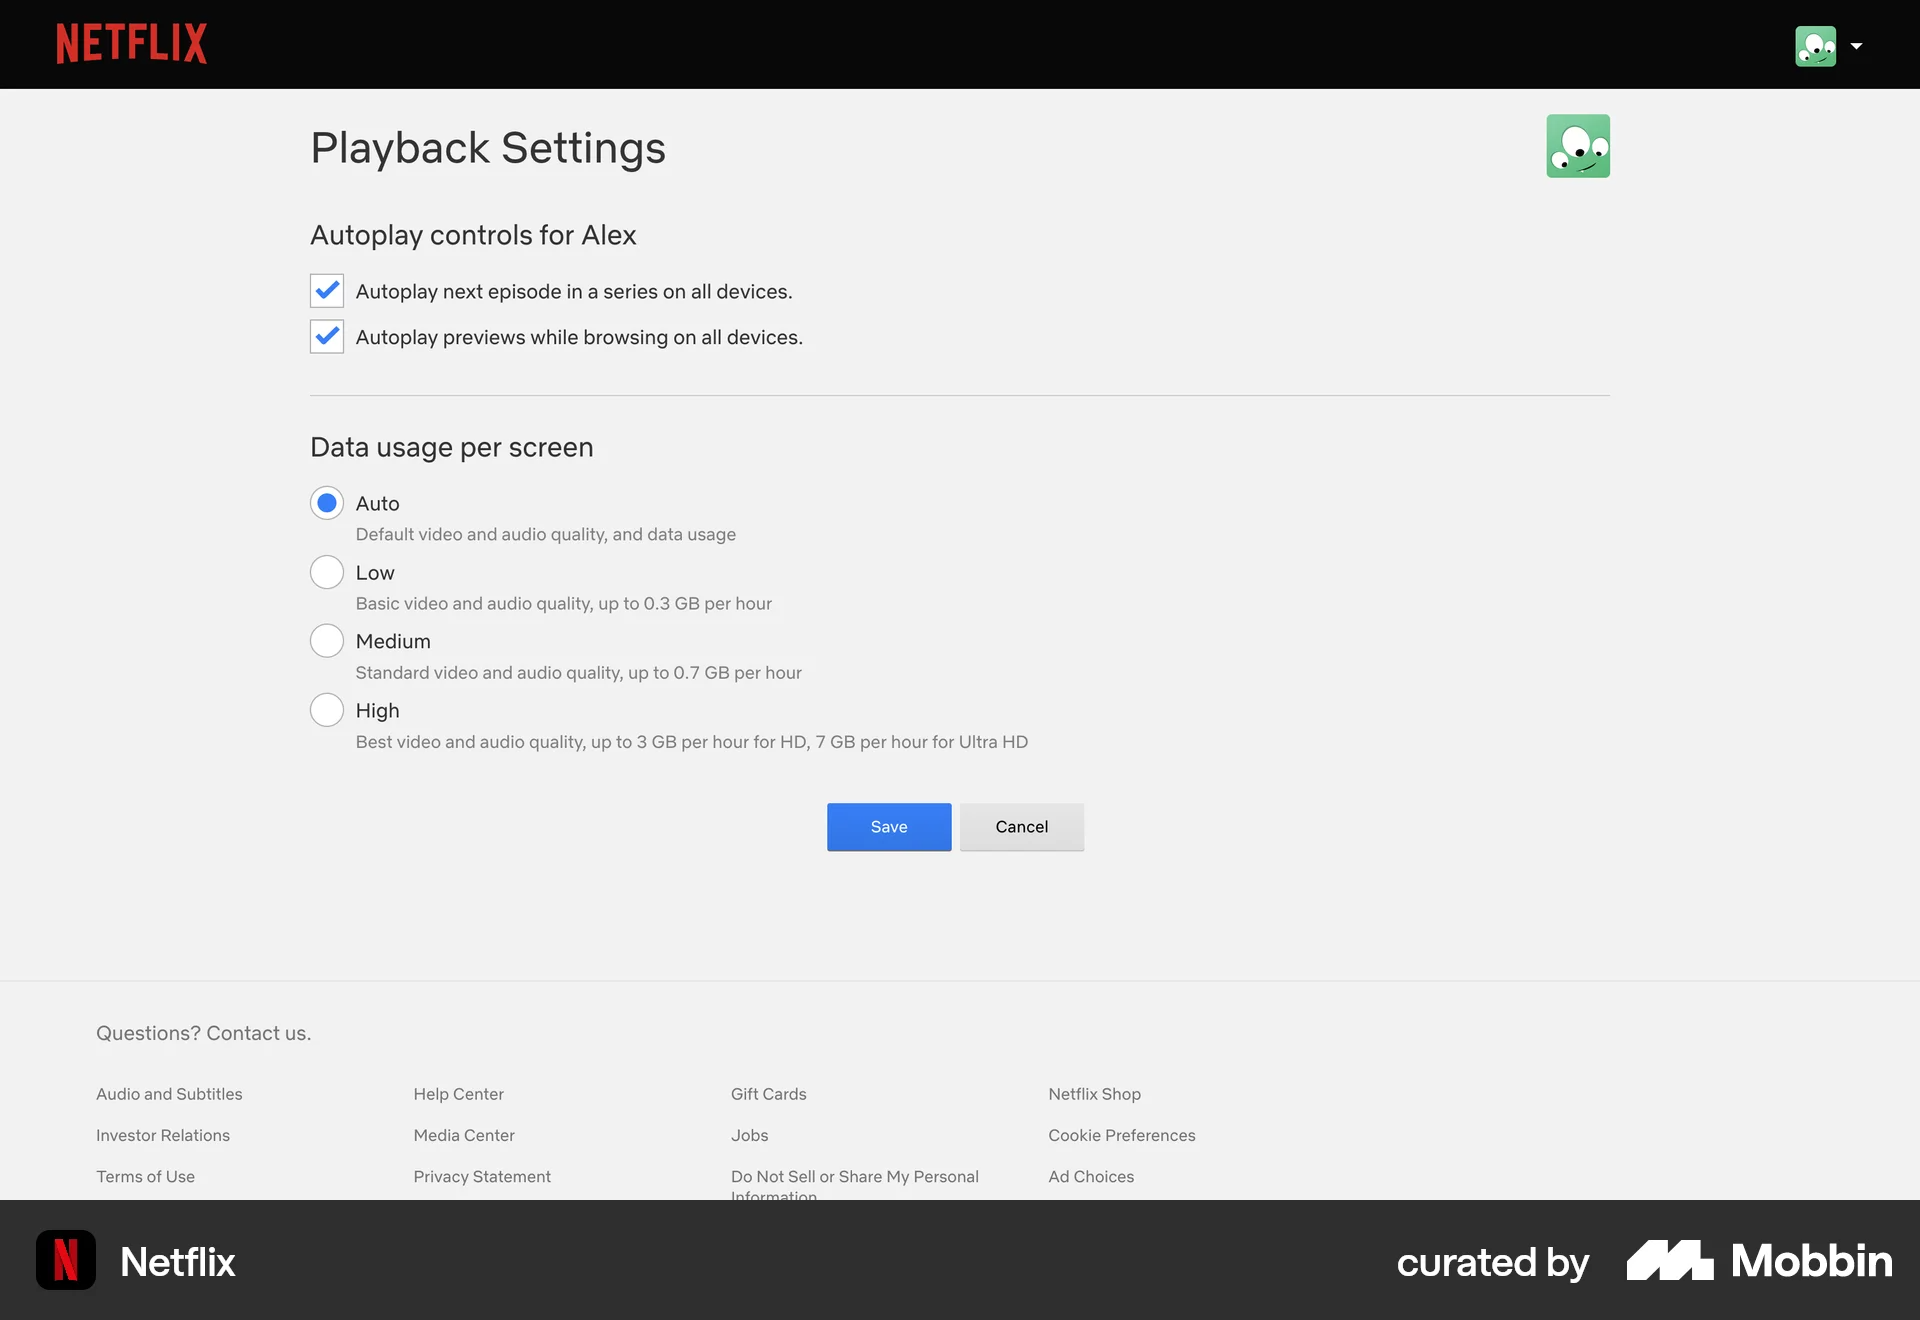 NETFLIX
Playback Settings
Autoplay controls for Alex
Autoplay next episode in a series on all devices.
Autoplay previews while browsing on all devices.
Data usage per screen
Auto
Default video and audio quality, and data usage
Low
Basic video and audio quality, up to 0.3 GB per hour
Medium
Standard video and audio quality, up to 0.7 GB per hour
High
Best video and audio quality, up to 3 GB per hour for HD, 7 GB per hour for Ultra HD
Save Cancel
Questions? Contact us.
Audio and Subtitles Help Center Gift Cards Netflix Shop
Investor Relations Media Center Jobs Cookie Preferences
Terms of Use Privacy Statement Do Not Sell or Share My Personal Ad Choices
Information
N Netflix curated by Mobbin